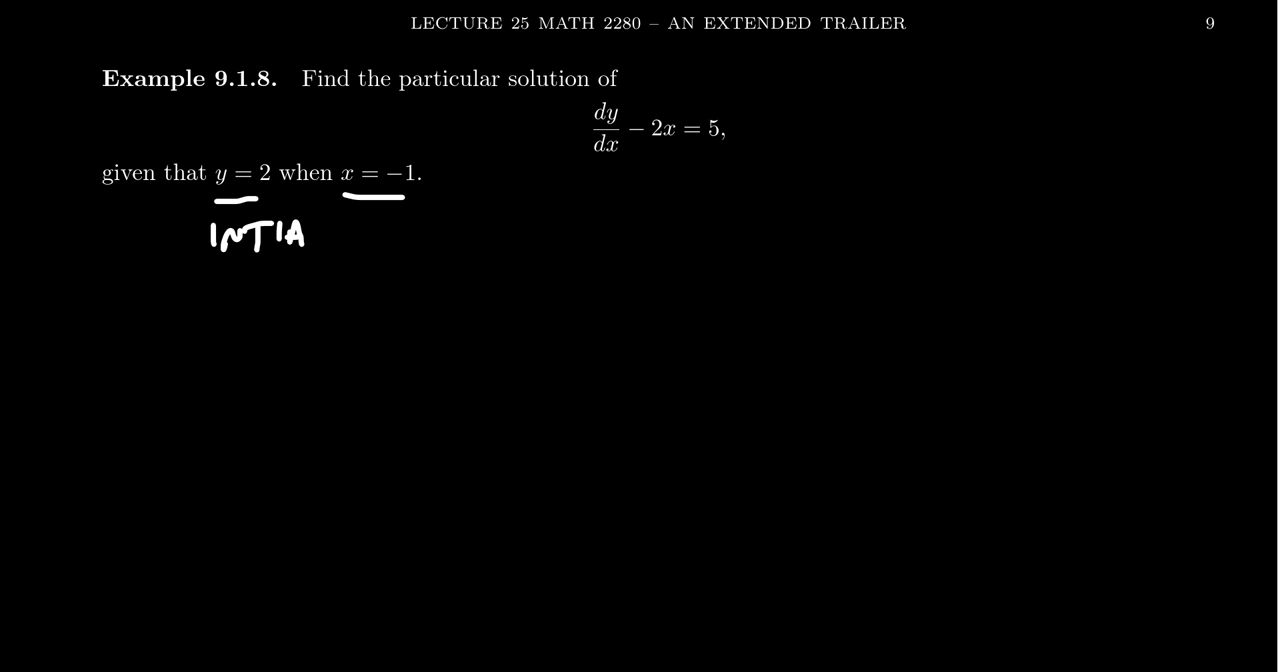 LECTURE 25 MATH 2280 – AN EXTENDED TRAILER 9
Example 9.1.8. Find the particular solution of
dy/dx − 2x = 5,
given that y = 2 when x = −1.
INTIA